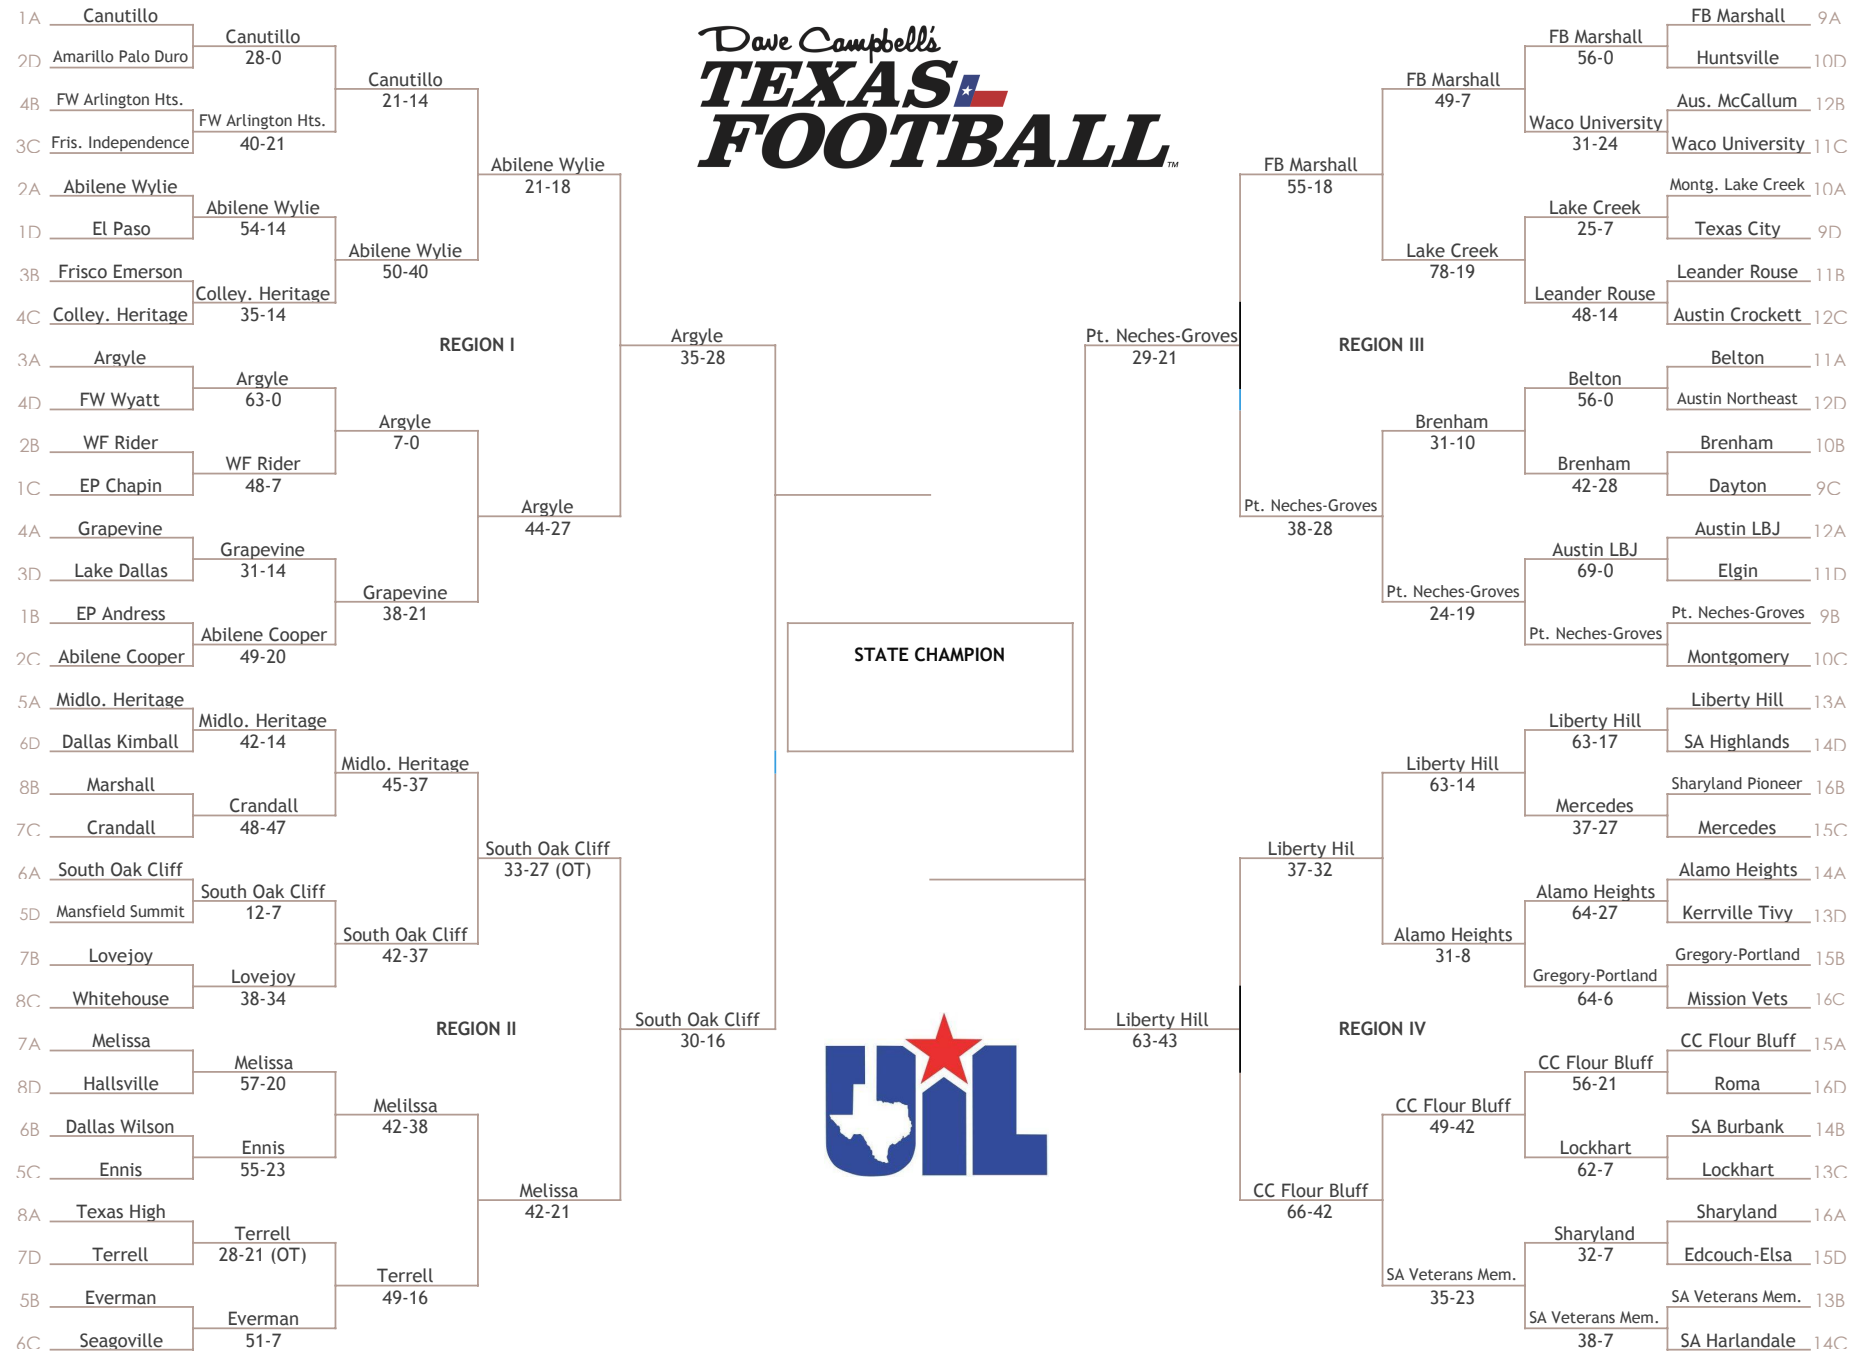 Dave Campbell's
TEXAS
FOOTBALL™
1A Canutillo
2D Amarillo Palo Duro
4B FW Arlington Hts.
3C Fris. Independence
2A Abilene Wylie
1D El Paso
3B Frisco Emerson
4C Colley. Heritage
3A Argyle
4D FW Wyatt
2B WF Rider
1C EP Chapin
4A Grapevine
3D Lake Dallas
1B EP Andress
2C Abilene Cooper
5A Midlo. Heritage
6D Dallas Kimball
8B Marshall
7C Crandall
6A South Oak Cliff
5D Mansfield Summit
7B Lovejoy
8C Whitehouse
7A Melissa
8D Hallsville
6B Dallas Wilson
5C Ennis
8A Texas High
7D Terrell
5B Everman
6C Seagoville
Canutillo
28-0
FW Arlington Hts.
40-21
Abilene Wylie
54-14
Colley. Heritage
35-14
Argyle
63-0
WF Rider
48-7
Grapevine
31-14
Abilene Cooper
49-20
Midlo. Heritage
42-14
Crandall
48-47
South Oak Cliff
12-7
Lovejoy
38-34
Melissa
57-20
Ennis
55-23
Terrell
28-21 (OT)
Everman
51-7
Canutillo
21-14
Abilene Wylie
50-40
Argyle
7-0
Grapevine
38-21
Midlo. Heritage
45-37
South Oak Cliff
42-37
Melilssa
42-38
Terrell
49-16
Abilene Wylie
21-18
REGION I
Argyle
44-27
South Oak Cliff
33-27 (OT)
REGION II
Melissa
42-21
Argyle
35-28
South Oak Cliff
30-16
STATE CHAMPION
UIL
Pt. Neches-Groves
29-21
Liberty Hill
63-43
FB Marshall
55-18
REGION III
Pt. Neches-Groves
38-28
Liberty Hil
37-32
REGION IV
CC Flour Bluff
66-42
FB Marshall
49-7
Lake Creek
78-19
Brenham
31-10
Pt. Neches-Groves
24-19
Liberty Hill
63-14
Alamo Heights
31-8
CC Flour Bluff
49-42
SA Veterans Mem.
35-23
FB Marshall
56-0
Waco University
31-24
Lake Creek
25-7
Leander Rouse
48-14
Belton
56-0
Brenham
42-28
Austin LBJ
69-0
Pt. Neches-Groves
Liberty Hill
63-17
Mercedes
37-27
Alamo Heights
64-27
Gregory-Portland
64-6
CC Flour Bluff
56-21
Lockhart
62-7
Sharyland
32-7
SA Veterans Mem.
38-7
FB Marshall 9A
Huntsville 10D
Aus. McCallum 12B
Waco University 11C
Montg. Lake Creek 10A
Texas City 9D
Leander Rouse 11B
Austin Crockett 12C
Belton 11A
Austin Northeast 12D
Brenham 10B
Dayton 9C
Austin LBJ 12A
Elgin 11D
Pt. Neches-Groves 9B
Montgomery 10C
Liberty Hill 13A
SA Highlands 14D
Sharyland Pioneer 16B
Mercedes 15C
Alamo Heights 14A
Kerrville Tivy 13D
Gregory-Portland 15B
Mission Vets 16C
CC Flour Bluff 15A
Roma 16D
SA Burbank 14B
Lockhart 13C
Sharyland 16A
Edcouch-Elsa 15D
SA Veterans Mem. 13B
SA Harlandale 14C